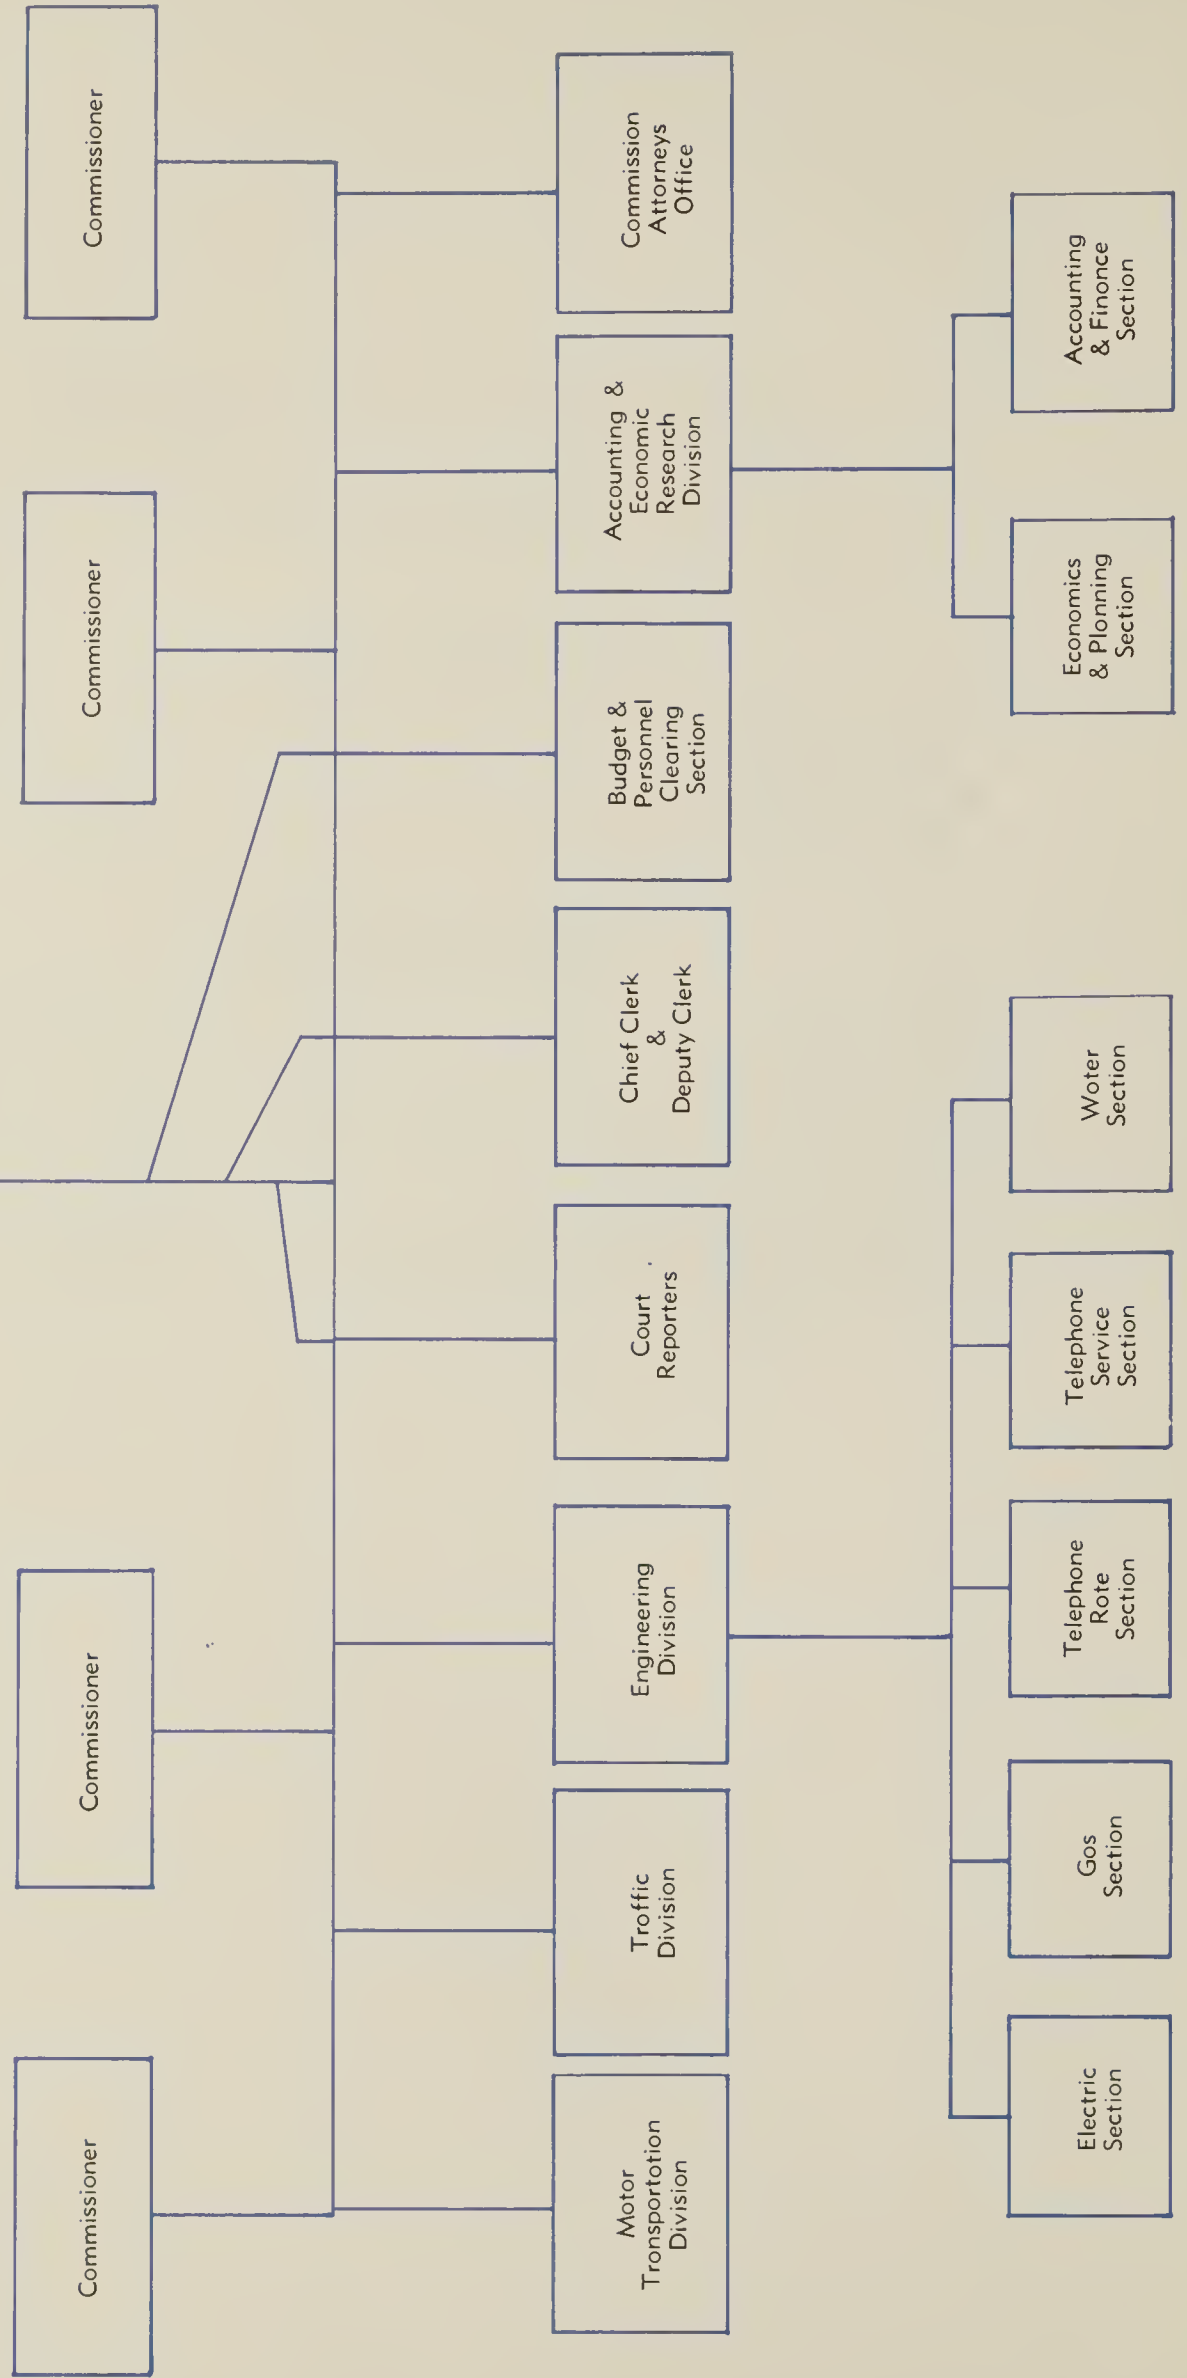 Commissioner
Commissioner
Commissioner
Commissioner
Motor
Tronsportotion
Division
Troffic
Division
Engineering
Division
Court
Reporters
Chief Clerk
&
Deputy Clerk
Budget &
Personnel
Clearing
Section
Accounting &
Economic
Research
Division
Commission
Attorneys
Office
Electric
Section
Gos
Section
Telephone
Rote
Section
Telephone
Service
Section
Woter
Section
Economics
& Plonning
Section
Accounting
& Finonce
Section